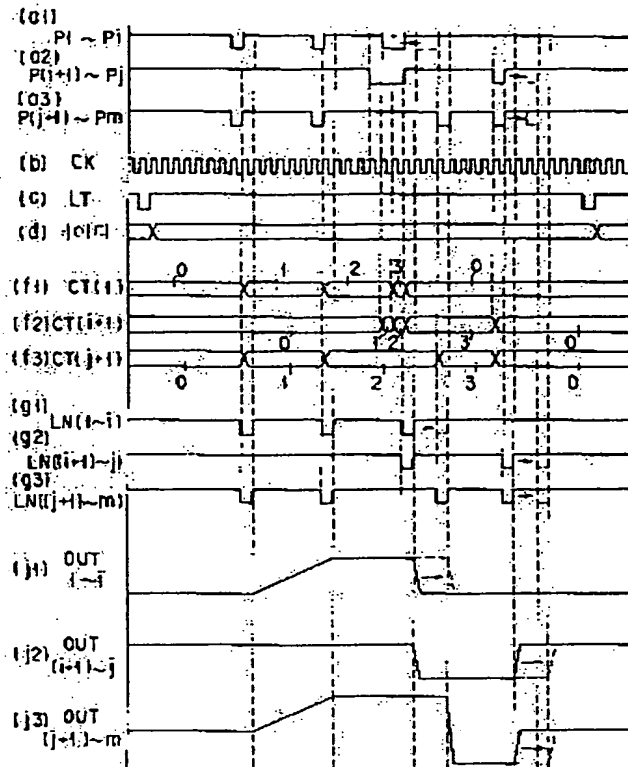 (a1)
P1 ~ Pi
(a2)
P(i+1) ~ Pj
(a3)
P(j+1) ~ Pm
(b) CK
(c) LT
(d)
0 1 2 3 0
(f1) CT(1)
(f2) CT(i+1)
0 1 2 3 0
(f3) CT(j+1)
0 1 2 3 0
(g1)
LN(1~i)
(g2)
LN((i+1)~j)
(g3)
LN((j+1)~m)
(j1) OUT
1~i
(j2) OUT
(i+1)~j
(j3) OUT
(j+1)~m